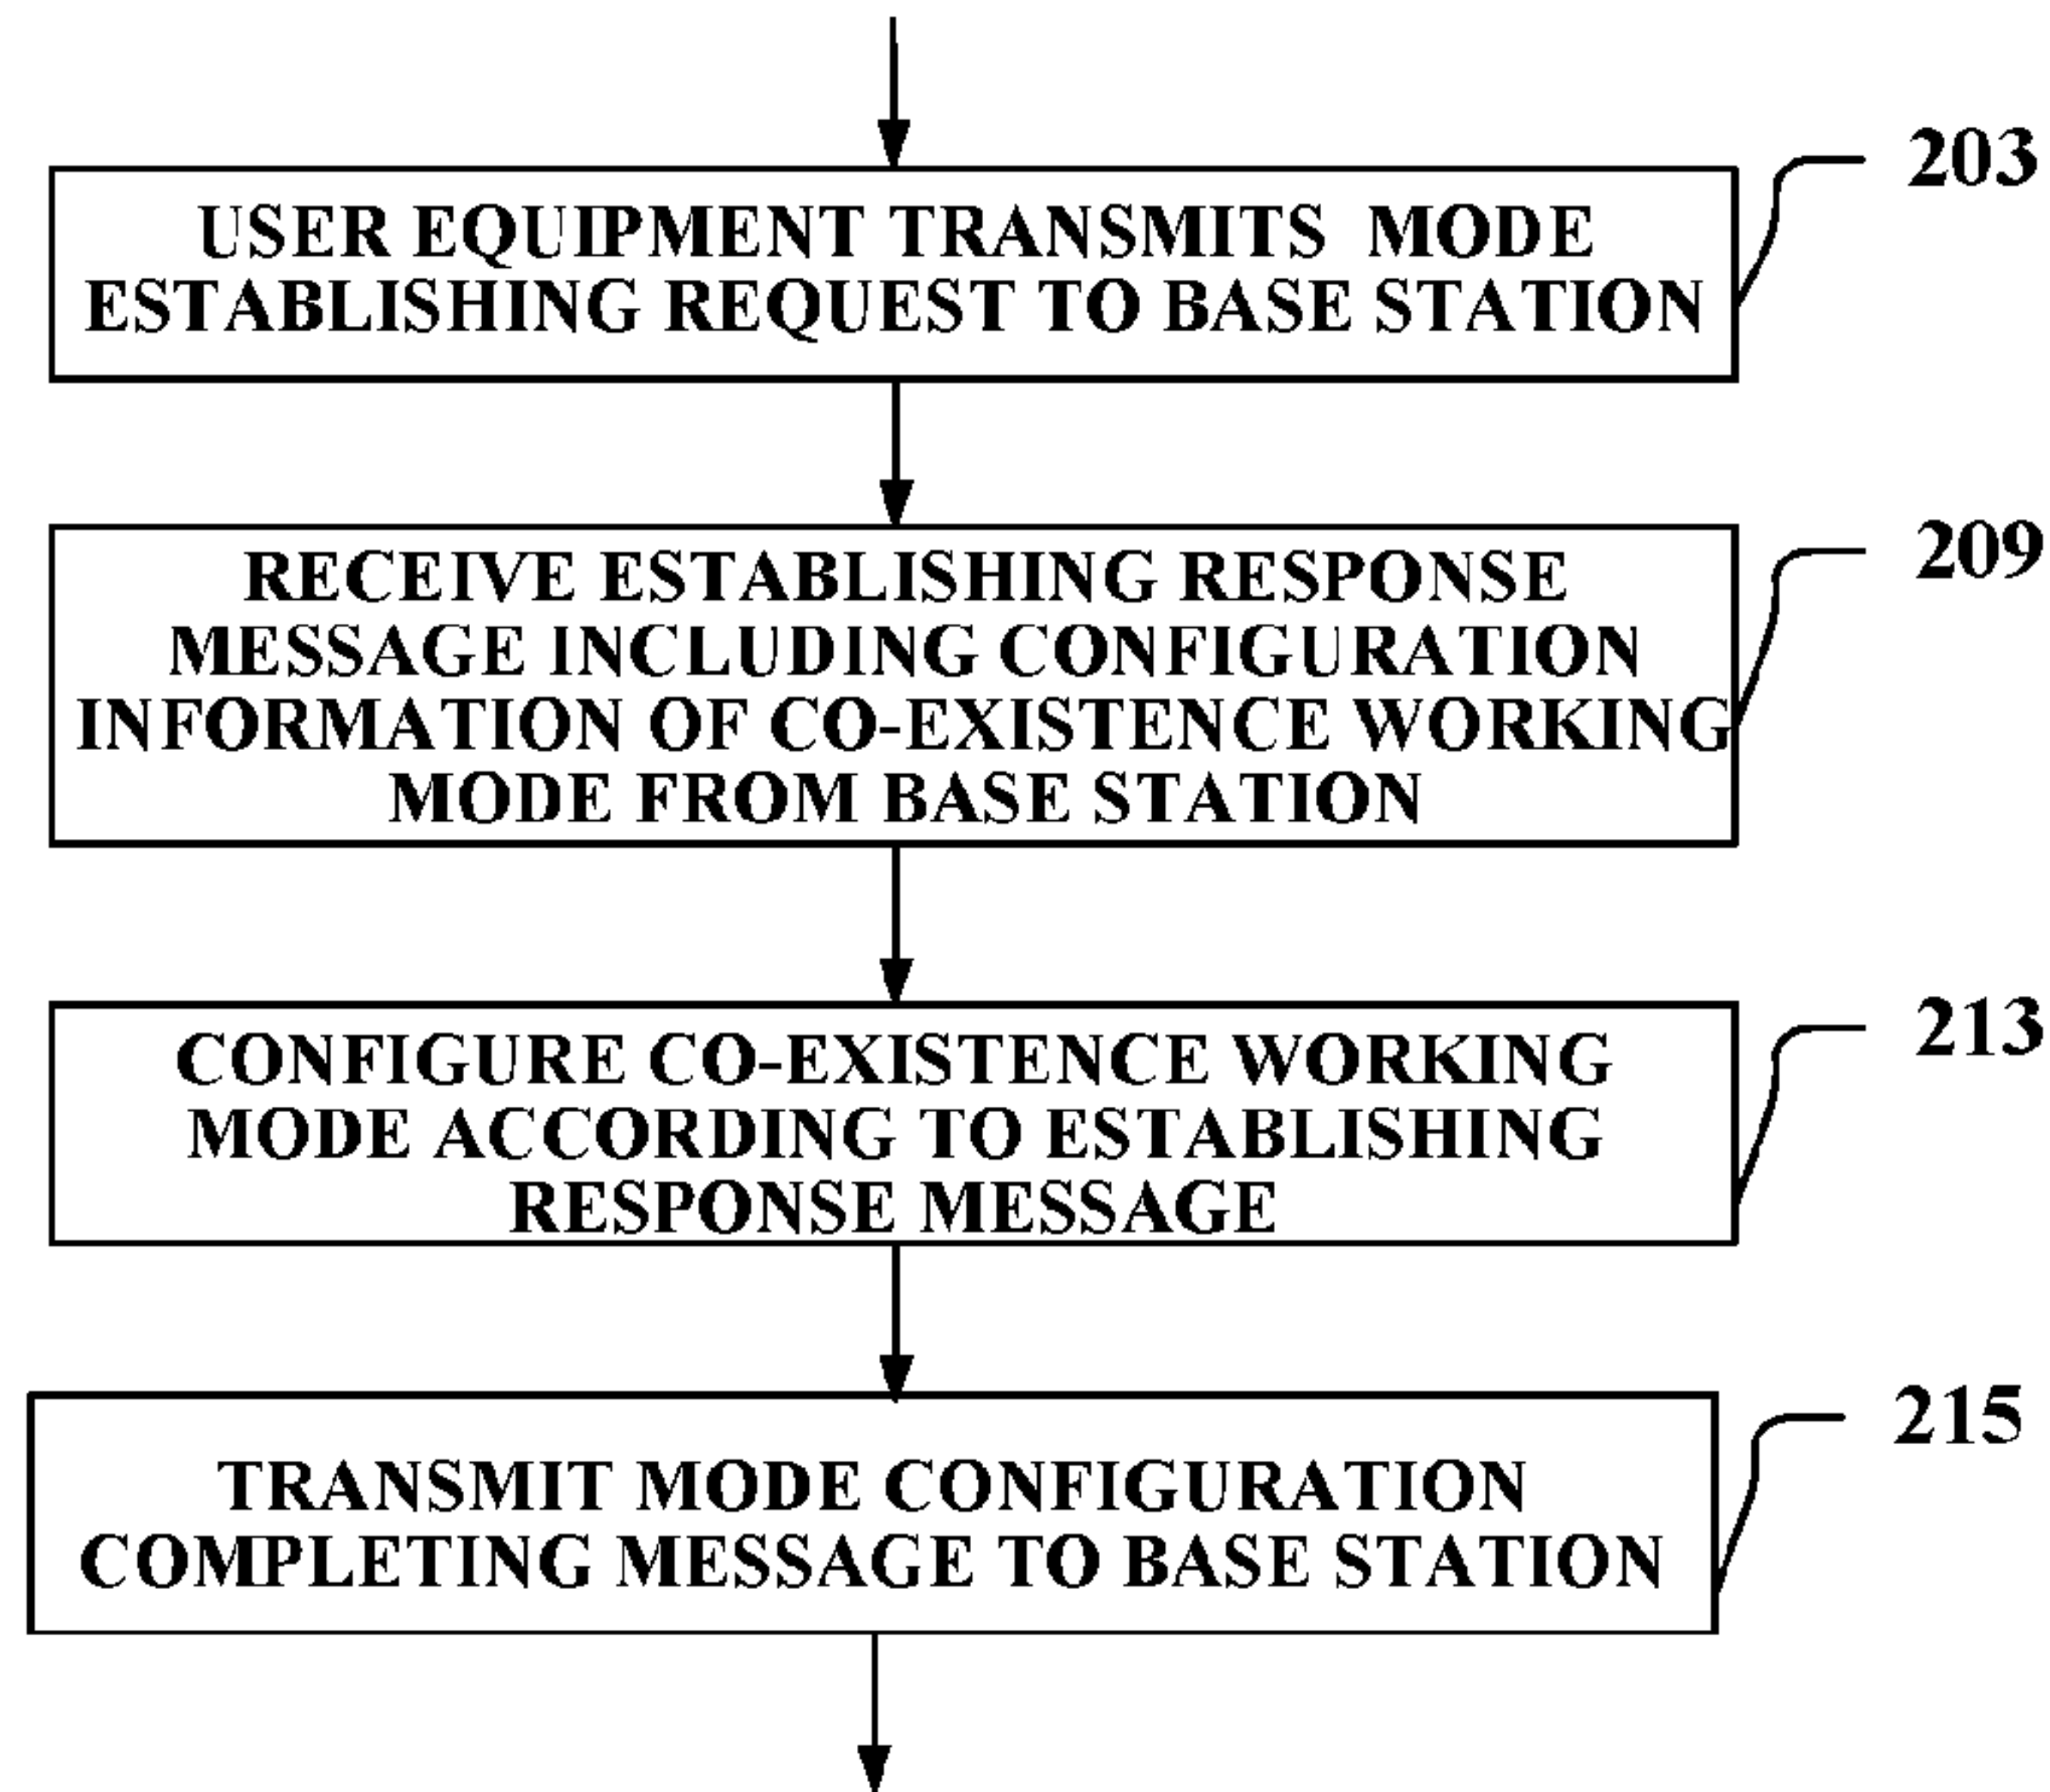 203
USER EQUIPMENT TRANSMITS MODE
ESTABLISHING REQUEST TO BASE STATION
209
RECEIVE ESTABLISHING RESPONSE
MESSAGE INCLUDING CONFIGURATION
INFORMATION OF CO-EXISTENCE WORKING
MODE FROM BASE STATION
213
CONFIGURE CO-EXISTENCE WORKING
MODE ACCORDING TO ESTABLISHING
RESPONSE MESSAGE
215
TRANSMIT MODE CONFIGURATION
COMPLETING MESSAGE TO BASE STATION